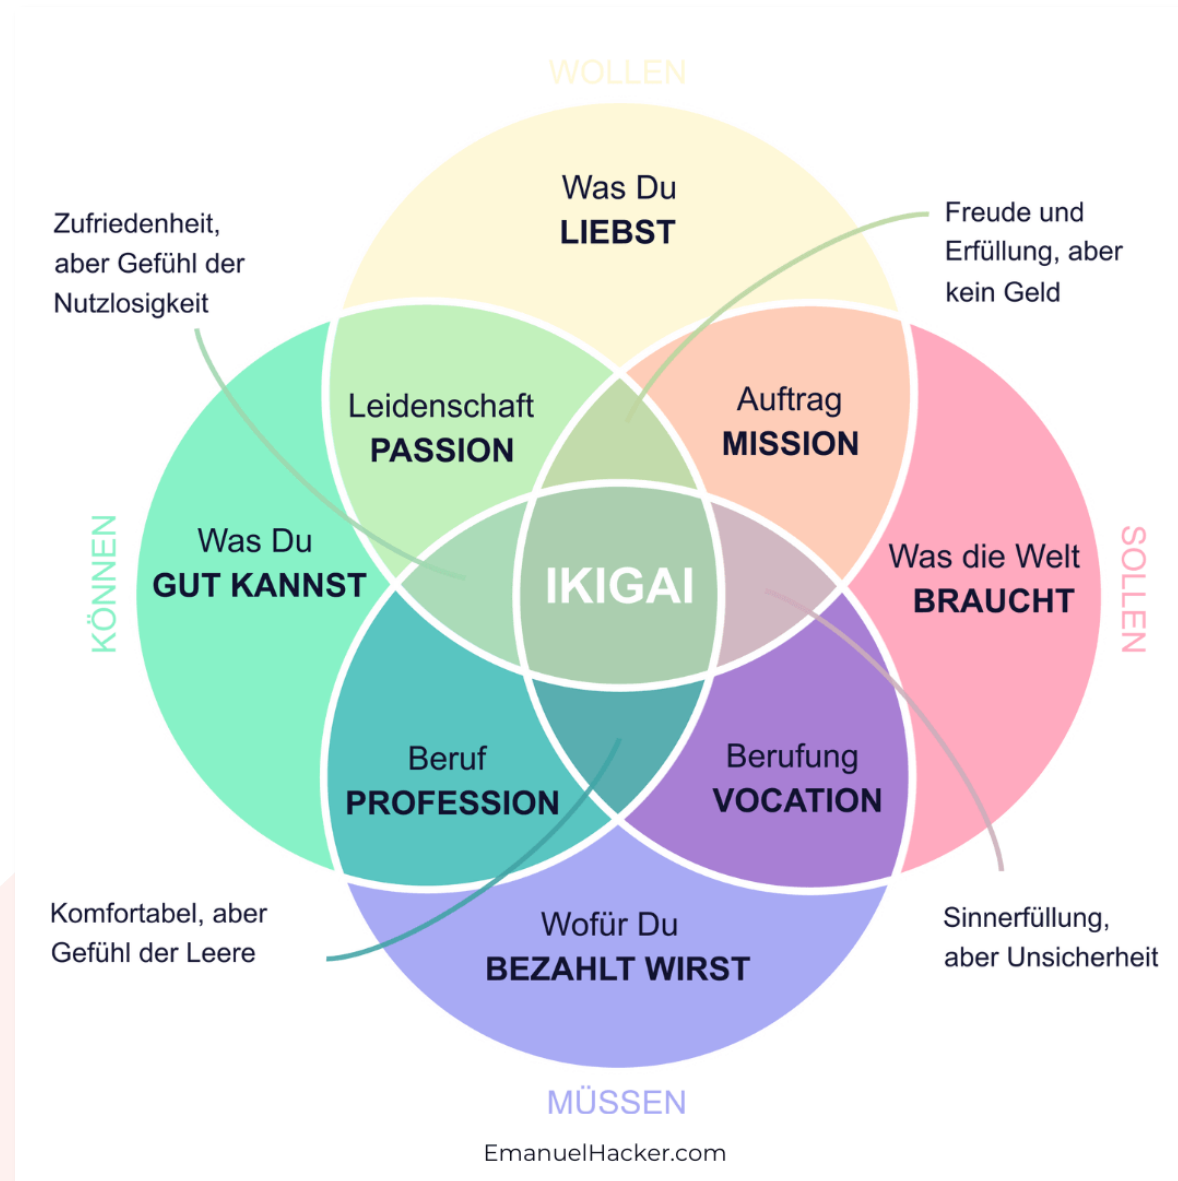 WOLLEN
Was Du
LIEBST
Zufriedenheit,
aber Gefühl der
Nutzlosigkeit
Freude und
Erfüllung, aber
kein Geld
Leidenschaft
PASSION
Auftrag
MISSION
KÖNNEN
Was Du
GUT KANNST
IKIGAI
Was die Welt
BRAUCHT
SOLLEN
Beruf
PROFESSION
Berufung
VOCATION
Komfortabel, aber
Gefühl der Leere
Wofür Du
BEZAHLT WIRST
Sinnerfüllung,
aber Unsicherheit
MÜSSEN
EmanuelHacker.com